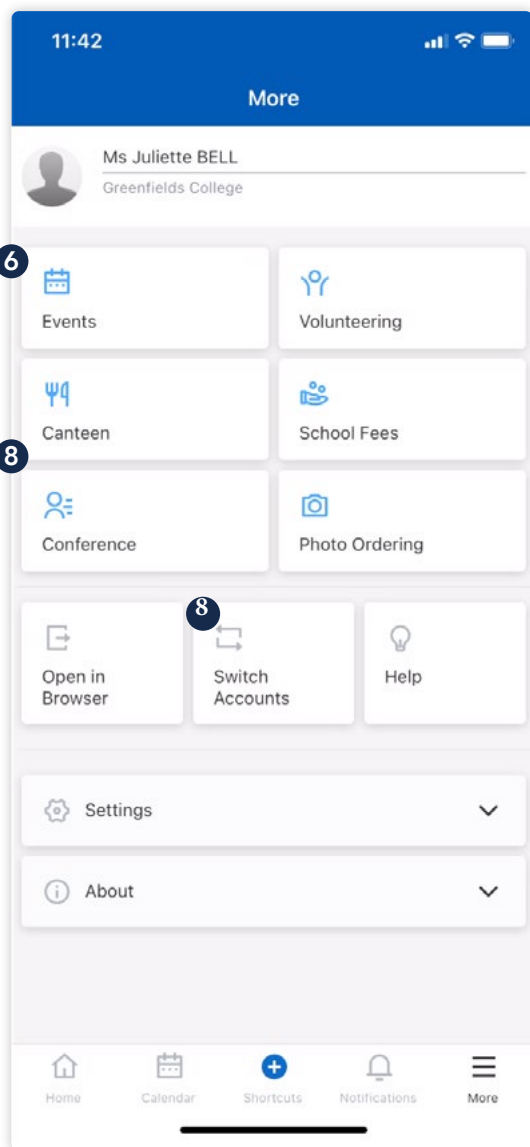 11:42
More
Ms Juliette BELL
Greenfields College
6
Events
Volunteering
Canteen
School Fees
8
Conference
Photo Ordering
8
Open in
Browser
Switch
Accounts
Help
Settings
About
Home
Calendar
Shortcuts
Notifications
More